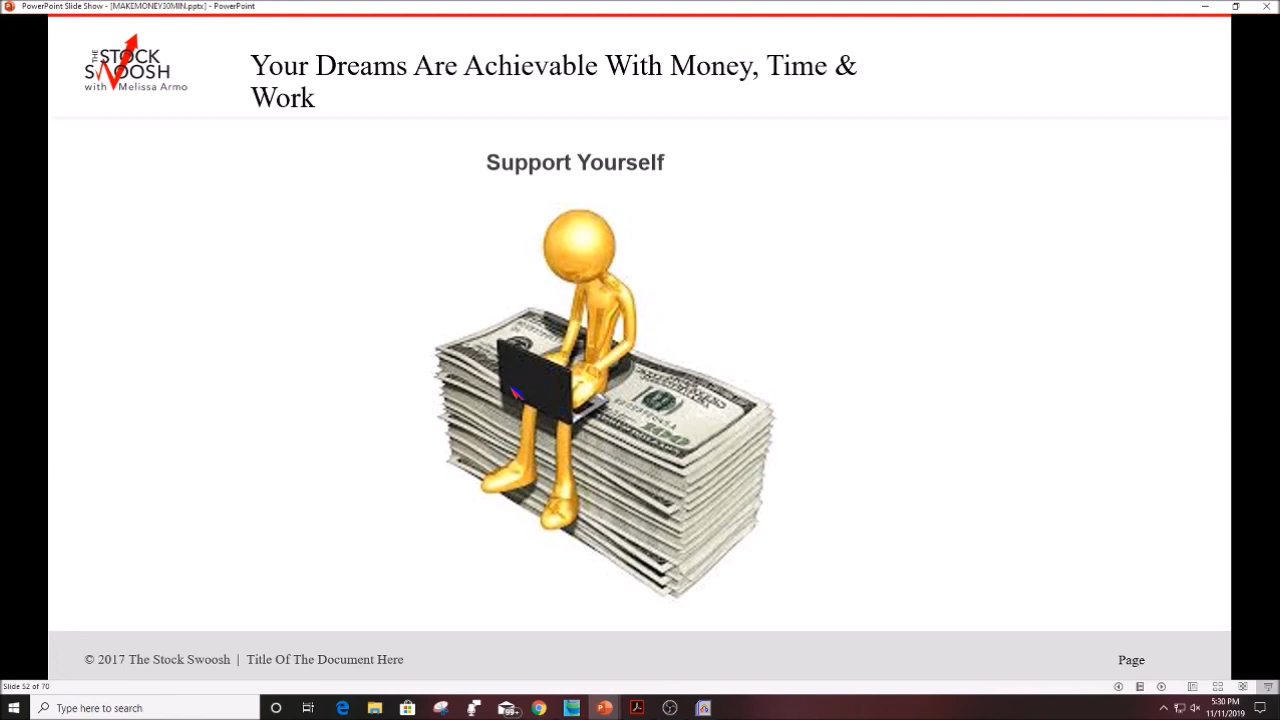 PowerPoint Slide Show - [MAKEMONEY30MIN.pptx] - PowerPoint
THE STOCK
SWOOSH
with Melissa Armo
Your Dreams Are Achievable With Money, Time &
Work
Support Yourself
100
© 2017 The Stock Swoosh | Title Of The Document Here
Page
Slide 52 of 70
Type here to search
99+
5:30 PM
11/11/2019